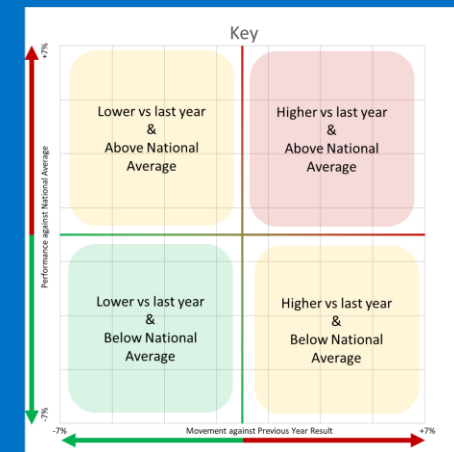 Key
+7%
Performance against National Average
-7%
Lower vs last year
&
Above National
Average
Higher vs last year
&
Above National
Average
Lower vs last year
&
Below National
Average
Higher vs last year
&
Below National
Average
-7%
Movement against Previous Year Result
+7%